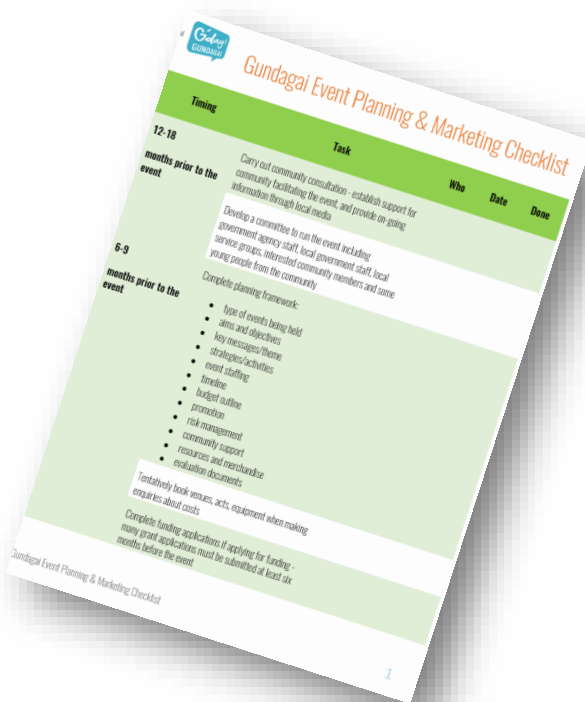 G'day!
GUNDAGAI
Gundagai Event Planning & Marketing Checklist
Timing
Task
Who
Date
Done
12-18
months prior to the
event
Carry out community consultation - establish support for
community facilitating the event, and provide on-going
information through local media
Develop a committee to run the event including
government agency staff, local government staff, local
service groups, interested community members and some
young people from the community
6-9
months prior to the
event
Complete planning framework:
• type of events being held
• aims and objectives
• key messages/theme
• strategies/activities
• event staffing
• timeline
• budget outline
• promotion
• risk management
• community support
• resources and merchandise
• evaluation documents
Tentatively book venues, acts, equipment when making
enquiries about costs
Complete funding applications if applying for funding -
many grant applications must be submitted at least six
months before the event
Gundagai Event Planning & Marketing Checklist
1